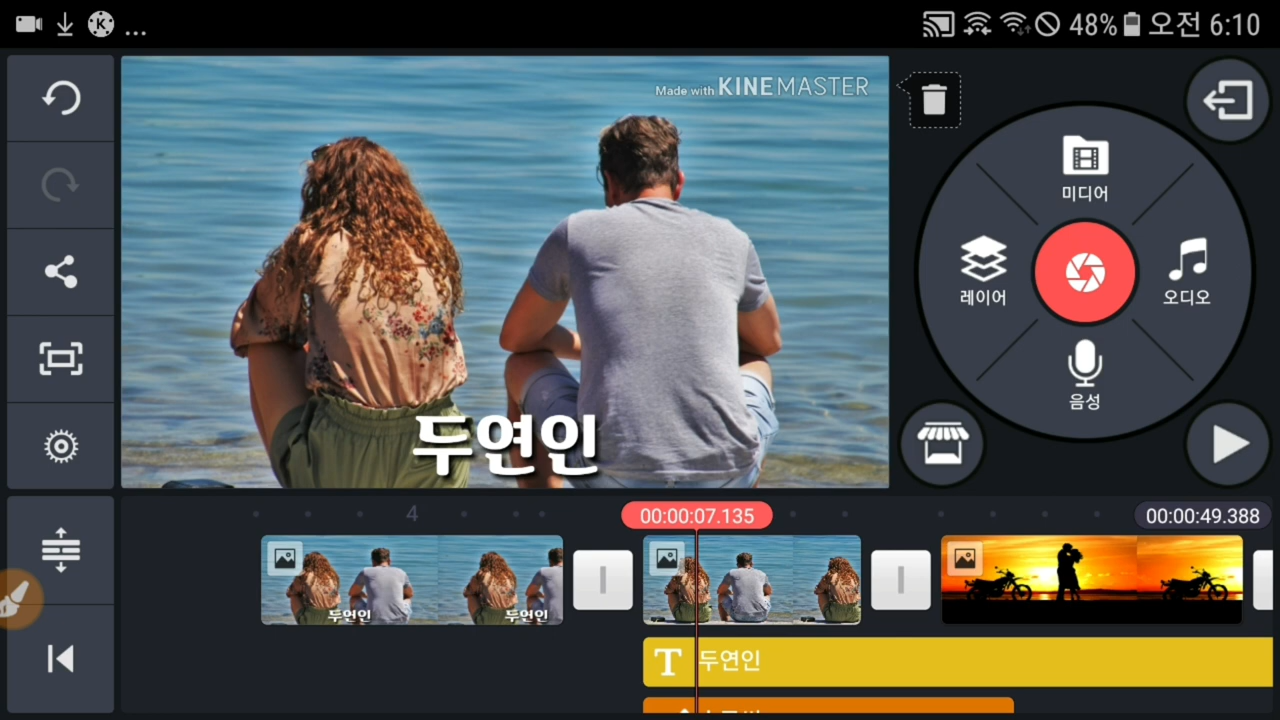 K
...
48%
오전 6:10
Made with KINEMASTER
미디어
레이어
오디오
음성
두연인
4
00:00:07.135
00:00:49.388
두연인
두연인
T 두연인